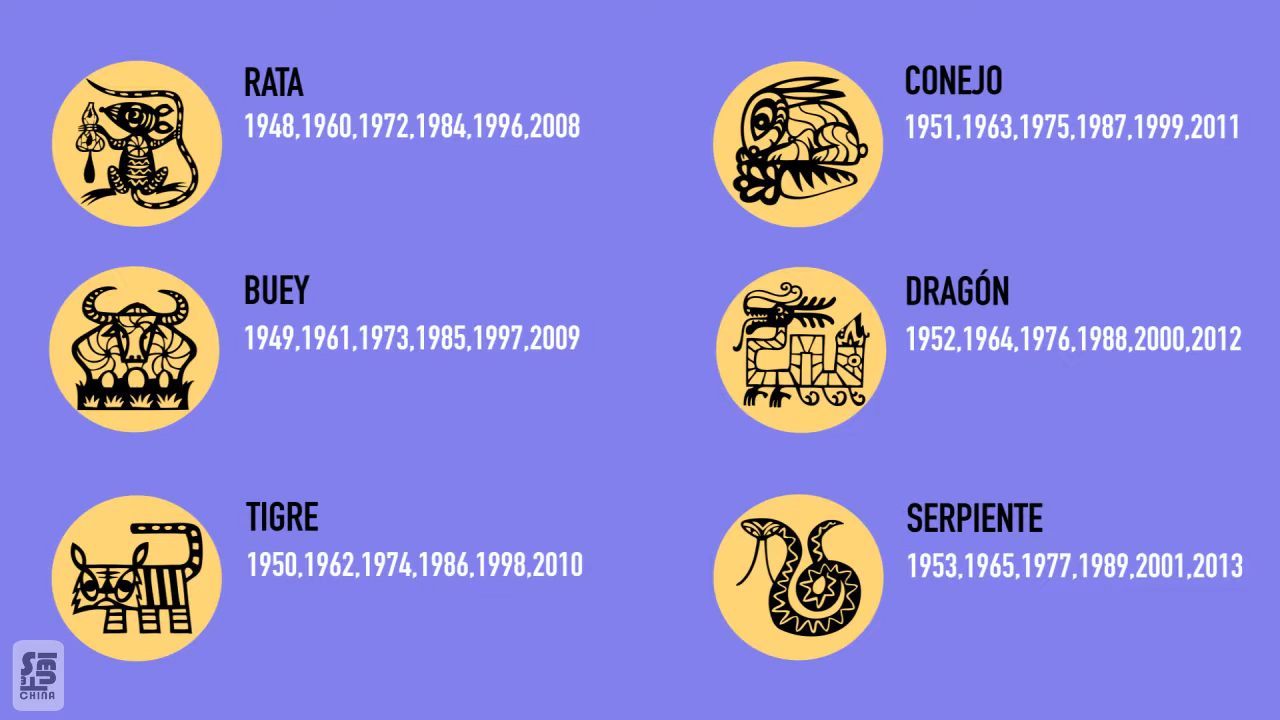 RATA
1948,1960,1972,1984,1996,2008
BUEY
1949,1961,1973,1985,1997,2009
TIGRE
1950,1962,1974,1986,1998,2010
CONEJO
1951,1963,1975,1987,1999,2011
DRAGÓN
1952,1964,1976,1988,2000,2012
SERPIENTE
1953,1965,1977,1989,2001,2013
CHINA